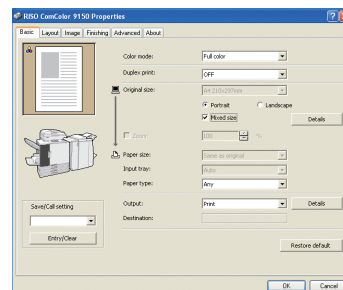 RISO ComColor 9150 Properties
Basic Layout Image Finishing Advanced About
Color mode: Full color
Duplex print: OFF
Original size: A4 210x297mm
Portrait Landscape
Mixed size Details
Zoom: 100 %
Paper size: Same as original
Input tray: Auto
Paper type: Any
Save/Call setting
Output: Print Details
Destination:
Entry/Clear
Restore default
OK Cancel